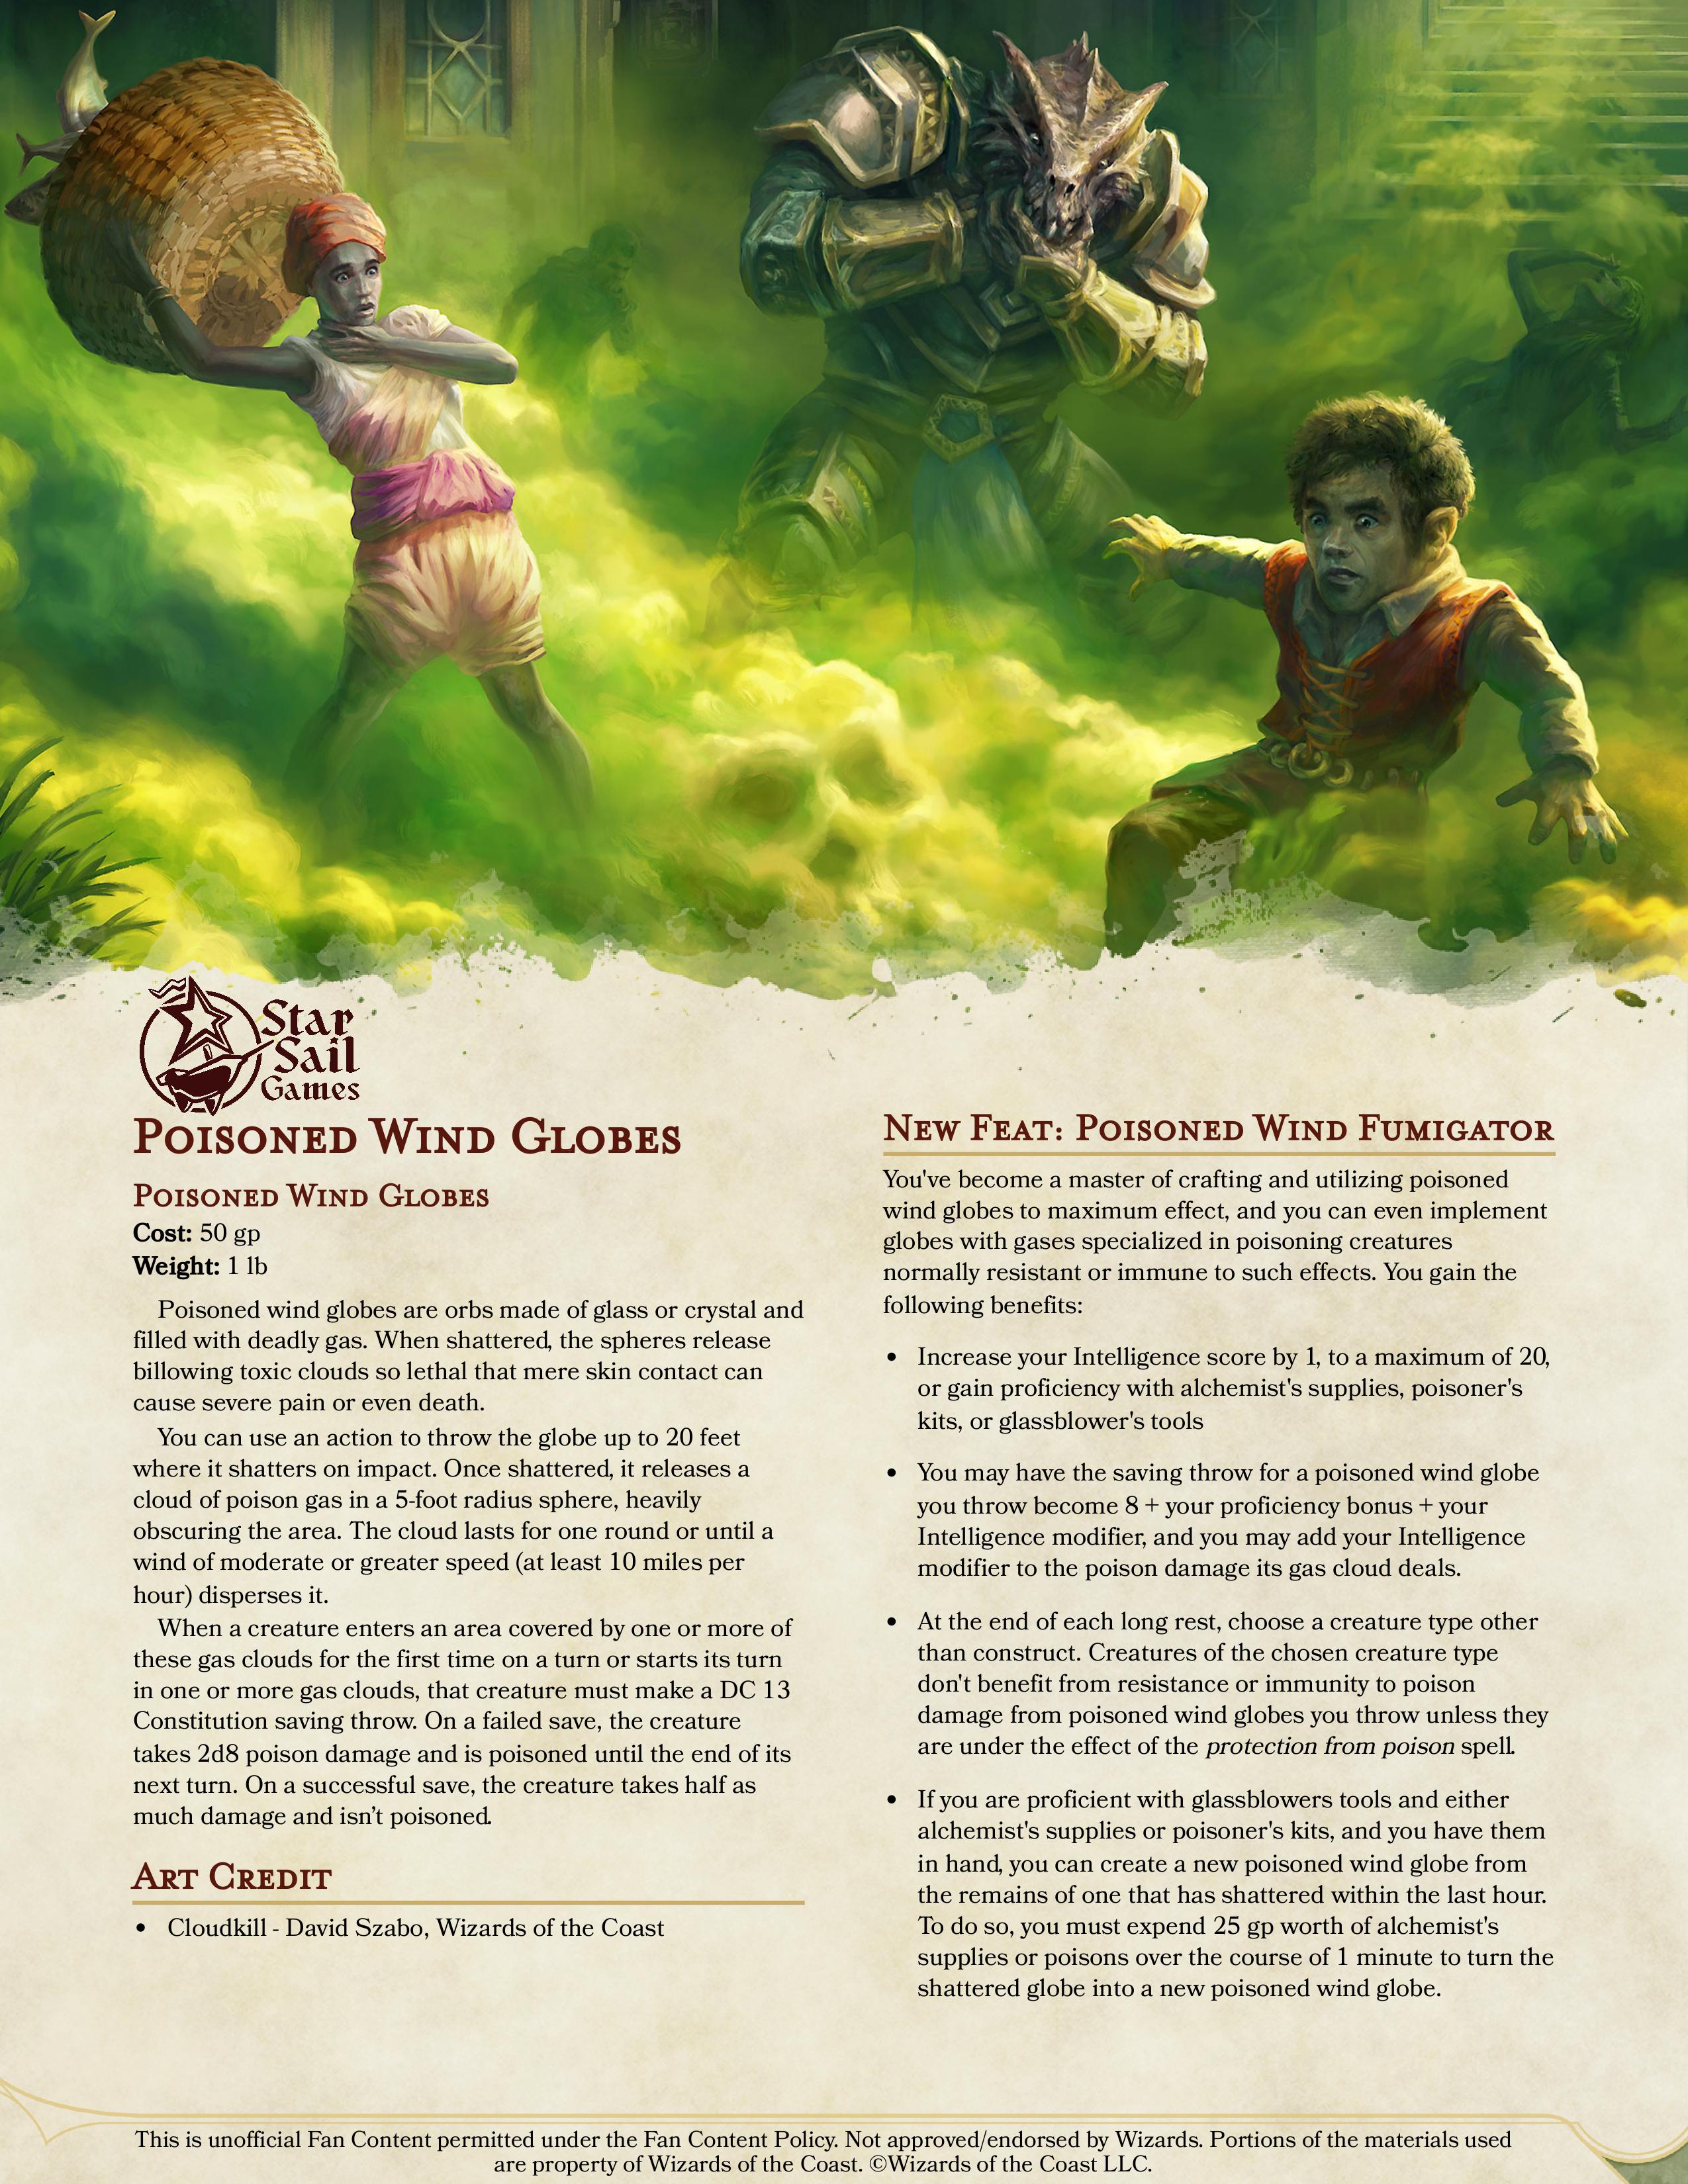 Star
Sail
Games
Poisoned Wind Globes
Poisoned Wind Globes
Cost: 50 gp
Weight: 1 lb
Poisoned wind globes are orbs made of glass or crystal and
filled with deadly gas. When shattered, the spheres release
billowing toxic clouds so lethal that mere skin contact can
cause severe pain or even death.
You can use an action to throw the globe up to 20 feet
where it shatters on impact. Once shattered, it releases a
cloud of poison gas in a 5-foot radius sphere, heavily
obscuring the area. The cloud lasts for one round or until a
wind of moderate or greater speed (at least 10 miles per
hour) disperses it.
When a creature enters an area covered by one or more of
these gas clouds for the first time on a turn or starts its turn
in one or more gas clouds, that creature must make a DC 13
Constitution saving throw. On a failed save, the creature
takes 2d8 poison damage and is poisoned until the end of its
next turn. On a successful save, the creature takes half as
much damage and isn’t poisoned.
Art Credit
• Cloudkill - David Szabo, Wizards of the Coast
New Feat: Poisoned Wind Fumigator
You've become a master of crafting and utilizing poisoned
wind globes to maximum effect, and you can even implement
globes with gases specialized in poisoning creatures
normally resistant or immune to such effects. You gain the
following benefits:
• Increase your Intelligence score by 1, to a maximum of 20,
or gain proficiency with alchemist's supplies, poisoner's
kits, or glassblower's tools
• You may have the saving throw for a poisoned wind globe
you throw become 8 + your proficiency bonus + your
Intelligence modifier, and you may add your Intelligence
modifier to the poison damage its gas cloud deals.
• At the end of each long rest, choose a creature type other
than construct. Creatures of the chosen creature type
don't benefit from resistance or immunity to poison
damage from poisoned wind globes you throw unless they
are under the effect of the protection from poison spell.
• If you are proficient with glassblowers tools and either
alchemist's supplies or poisoner's kits, and you have them
in hand, you can create a new poisoned wind globe from
the remains of one that has shattered within the last hour.
To do so, you must expend 25 gp worth of alchemist's
supplies or poisons over the course of 1 minute to turn the
shattered globe into a new poisoned wind globe.
This is unofficial Fan Content permitted under the Fan Content Policy. Not approved/endorsed by Wizards. Portions of the materials used
are property of Wizards of the Coast. ©Wizards of the Coast LLC.